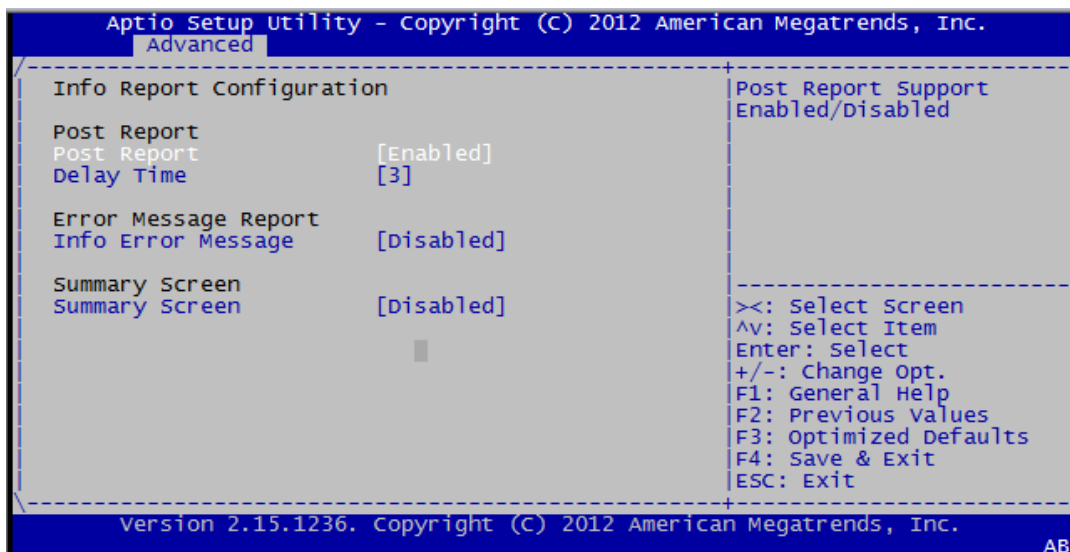 Aptio Setup Utility - Copyright (C) 2012 American Megatrends, Inc.
Advanced
Info Report Configuration
Post Report
Post Report [Enabled]
Delay Time [3]
Error Message Report
Info Error Message [Disabled]
Summary Screen
Summary Screen [Disabled]
Post Report Support
Enabled/Disabled
><: Select Screen
^v: Select Item
Enter: Select
+/-: Change Opt.
F1: General Help
F2: Previous Values
F3: Optimized Defaults
F4: Save & Exit
ESC: Exit
Version 2.15.1236. Copyright (C) 2012 American Megatrends, Inc.
AB